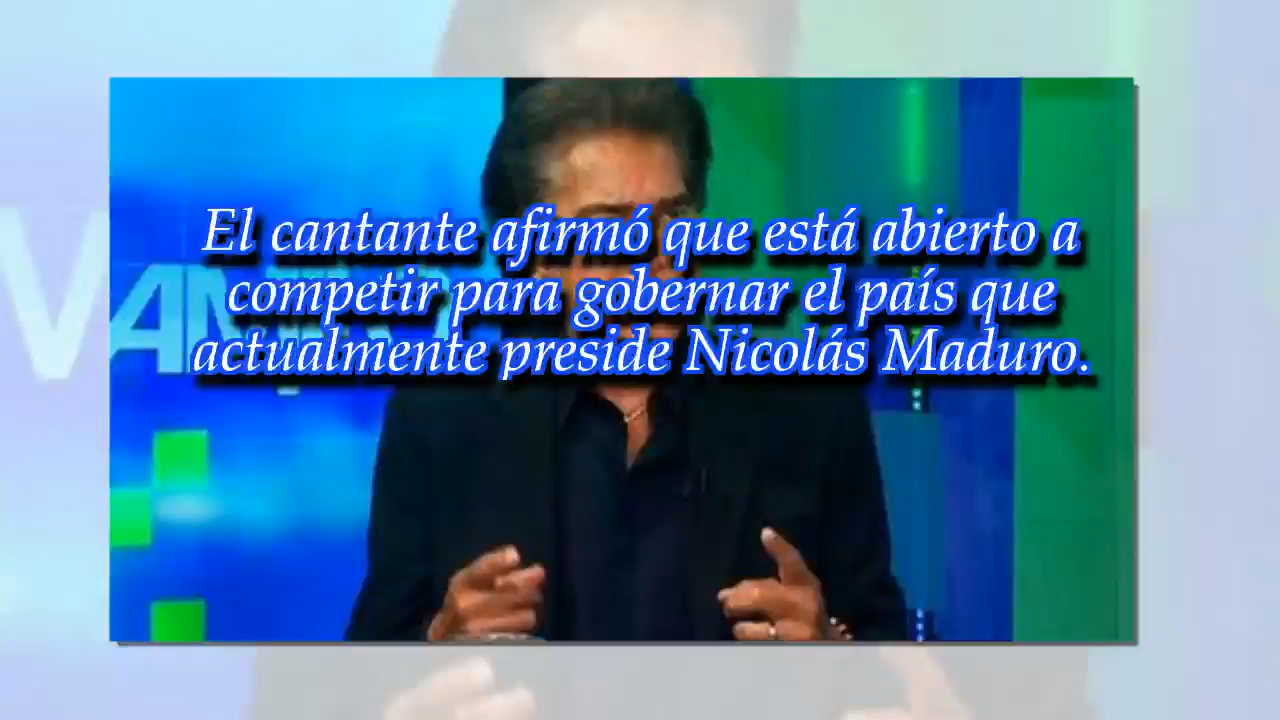 El cantante afirmó que está abierto a
competir para gobernar el país que
actualmente preside Nicolás Maduro.